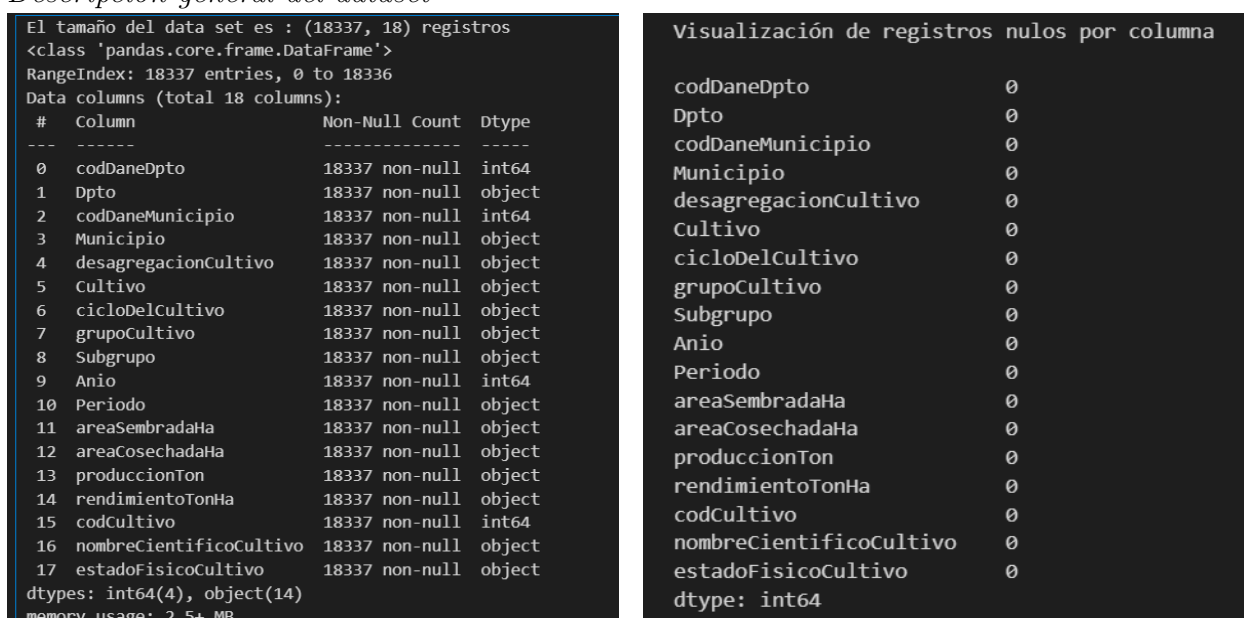 Descripción general del dataset
El tamaño del data set es : (18337, 18) registros
<class 'pandas.core.frame.DataFrame'>
RangeIndex: 18337 entries, 0 to 18336
Data columns (total 18 columns):
#   Column   Non-Null Count   Dtype
---   ------   --------------   -----
0   codDaneDpto   18337 non-null   int64
1   Dpto   18337 non-null   object
2   codDaneMunicipio   18337 non-null   int64
3   Municipio   18337 non-null   object
4   desagregacionCultivo   18337 non-null   object
5   Cultivo   18337 non-null   object
6   cicloDelCultivo   18337 non-null   object
7   grupoCultivo   18337 non-null   object
8   Subgrupo   18337 non-null   object
9   Anio   18337 non-null   int64
10   Periodo   18337 non-null   object
11   areaSembradaHa   18337 non-null   object
12   areaCosechadaHa   18337 non-null   object
13   produccionTon   18337 non-null   object
14   rendimientoTonHa   18337 non-null   object
15   codCultivo   18337 non-null   int64
16   nombreCientificoCultivo   18337 non-null   object
17   estadoFisicoCultivo   18337 non-null   object
dtypes: int64(4), object(14)
memory usage: 2.5+ MB
Visualización de registros nulos por columna
codDaneDpto   0
Dpto   0
codDaneMunicipio   0
Municipio   0
desagregacionCultivo   0
Cultivo   0
cicloDelCultivo   0
grupoCultivo   0
Subgrupo   0
Anio   0
Periodo   0
areaSembradaHa   0
areaCosechadaHa   0
produccionTon   0
rendimientoTonHa   0
codCultivo   0
nombreCientificoCultivo   0
estadoFisicoCultivo   0
dtype: int64